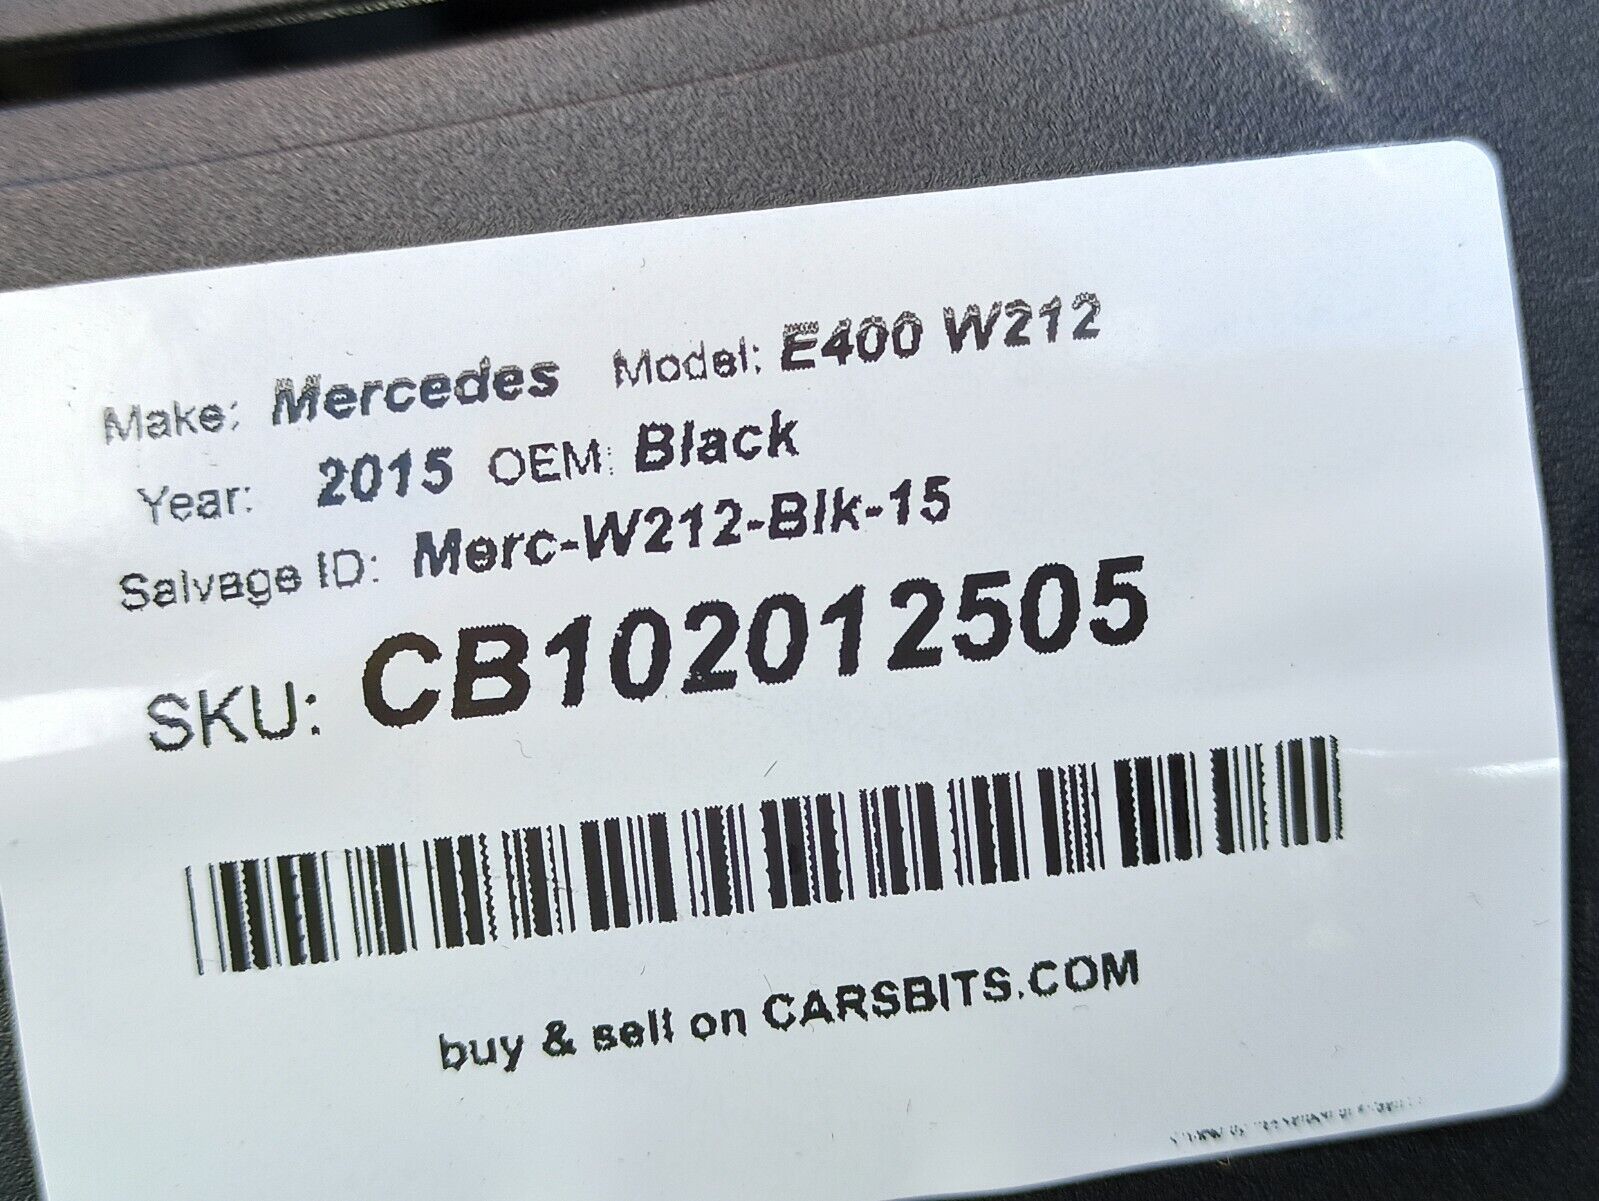 Make: Mercedes Model: E400 W212
Year: 2015 OEM: Black
Salvage ID: Merc-W212-Blk-15
SKU: CB102012505
buy & sell on CARSBITS.COM